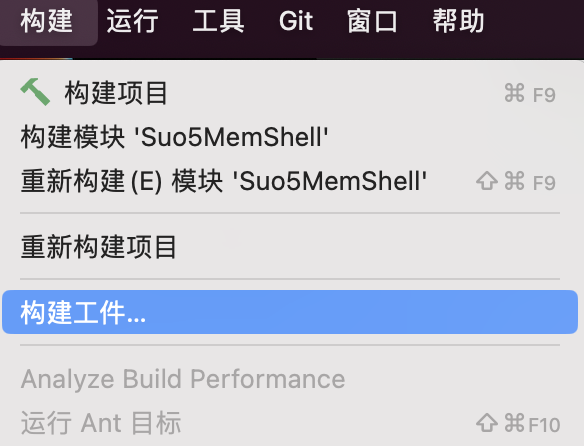 构建 运行 工具 Git 窗口 帮助
构建项目 ⌘ F9
构建模块 'Suo5MemShell'
重新构建(E) 模块 'Suo5MemShell' ⇧⌘ F9
重新构建项目
构建工件...
Analyze Build Performance
运行 Ant 目标 ⇧⌘F10